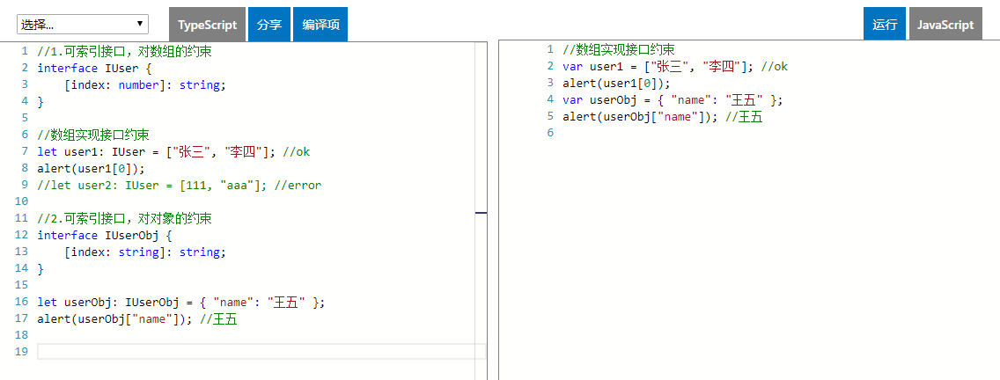 选择... TypeScript 分享 编译项 运行 JavaScript
1 //1.可索引接口，对数组的约束
2 interface IUser {
3     [index: number]: string;
4 }
5
6 //数组实现接口约束
7 let user1: IUser = ["张三", "李四"]; //ok
8 alert(user1[0]);
9 //let user2: IUser = [111, "aaa"]; //error
10
11 //2.可索引接口，对对象的约束
12 interface IUserObj {
13     [index: string]: string;
14 }
15
16 let userObj: IUserObj = { "name": "王五" };
17 alert(userObj["name"]); //王五
18
19
1 //数组实现接口约束
2 var user1 = ["张三", "李四"]; //ok
3 alert(user1[0]);
4 var userObj = { "name": "王五" };
5 alert(userObj["name"]); //王五
6